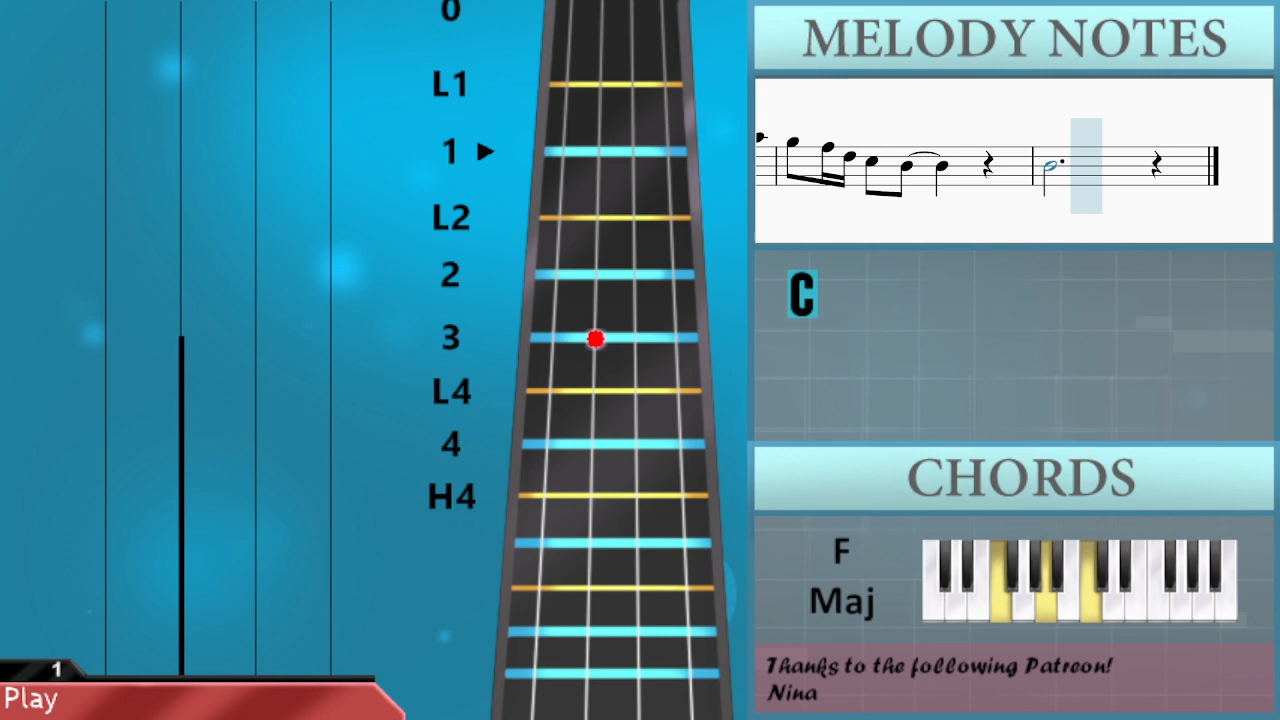 0
L1
1
L2
2
3
L4
4
H4
1
Play
MELODY NOTES
C
CHORDS
F
Maj
Thanks to the following Patreon!
Nina